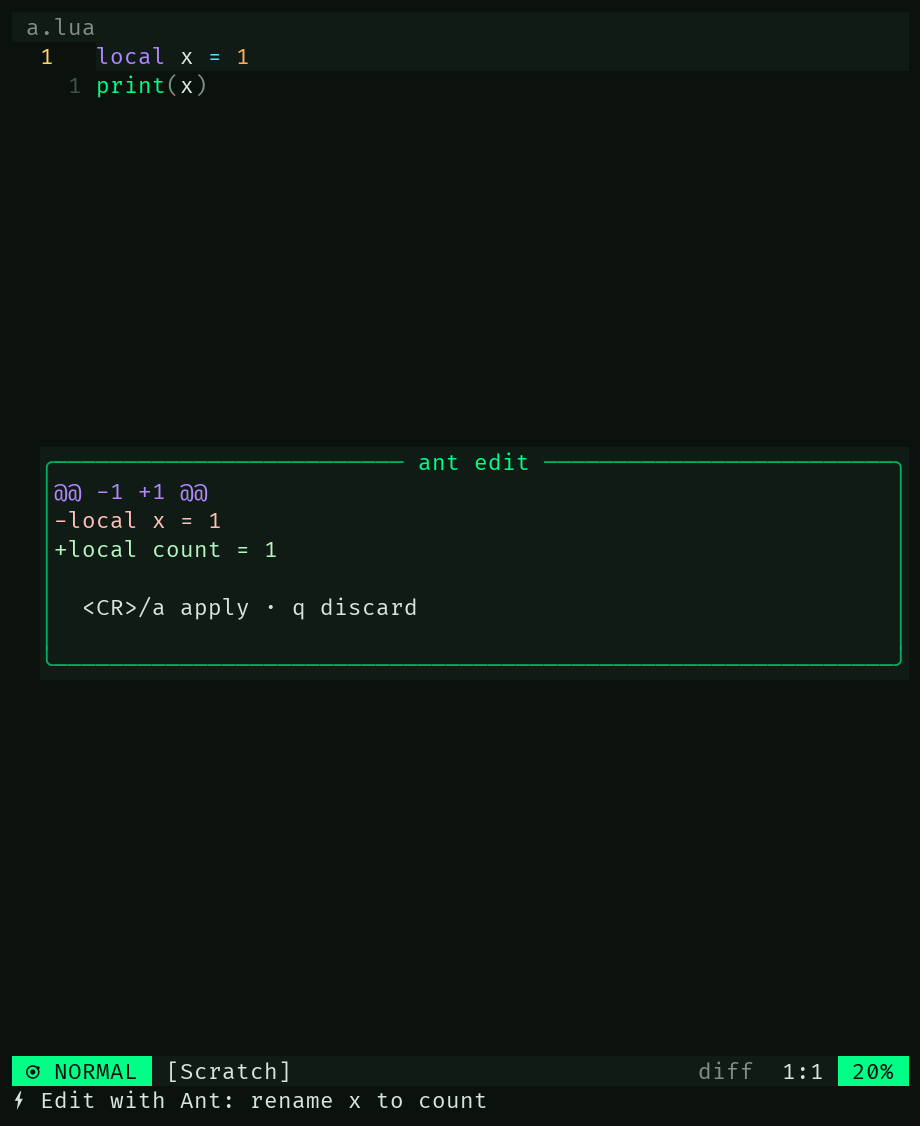 a.lua
1 local x = 1
1 print(x)
ant edit
@@ -1 +1 @@
-local x = 1
+local count = 1
<CR>/a apply · q discard
NORMAL [Scratch] diff 1:1 20%
Edit with Ant: rename x to count